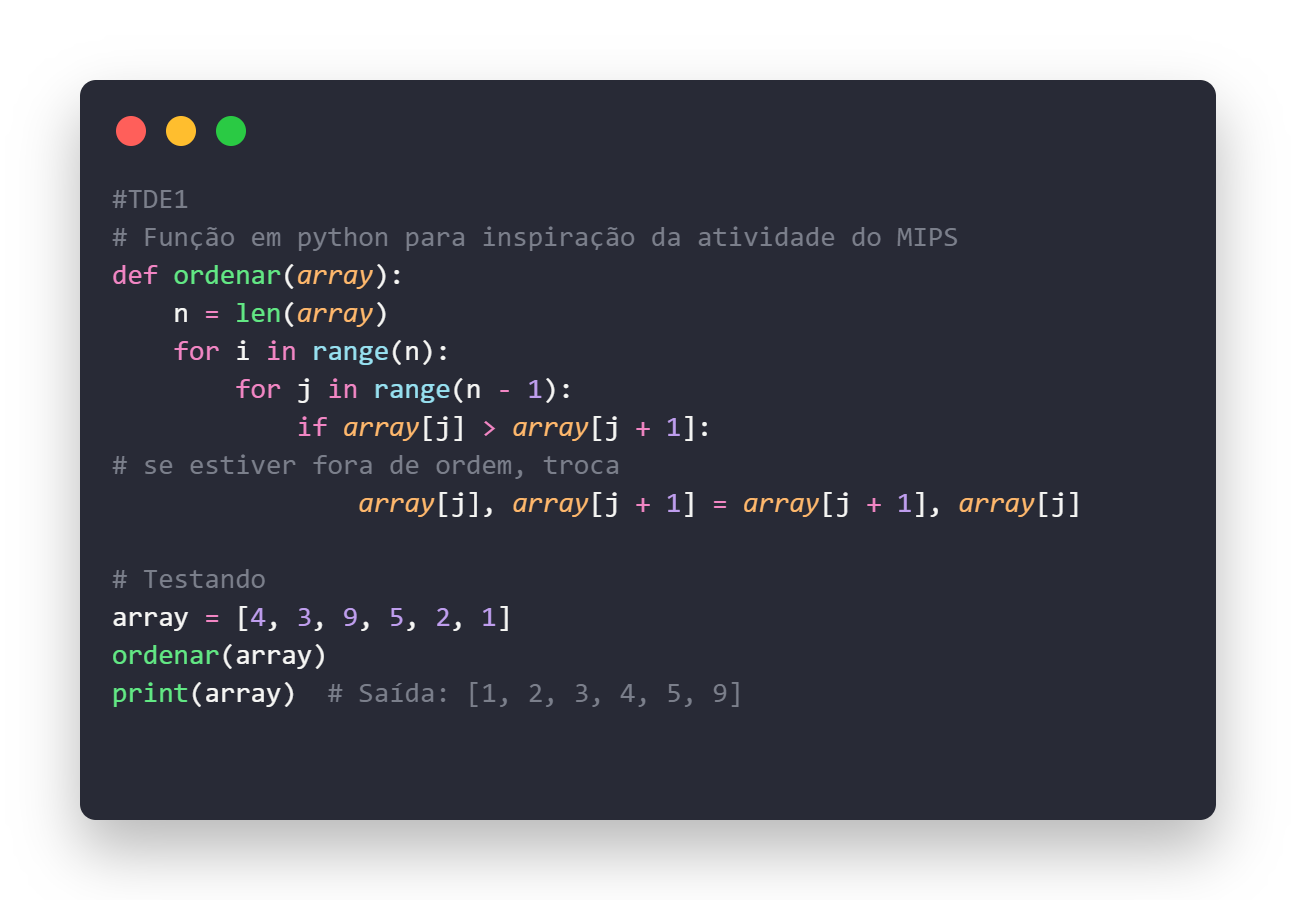 #TDE1
# Função em python para inspiração da atividade do MIPS
def ordenar(array):
    n = len(array)
    for i in range(n):
        for j in range(n - 1):
            if array[j] > array[j + 1]:
# se estiver fora de ordem, troca
                array[j], array[j + 1] = array[j + 1], array[j]

# Testando
array = [4, 3, 9, 5, 2, 1]
ordenar(array)
print(array)  # Saída: [1, 2, 3, 4, 5, 9]